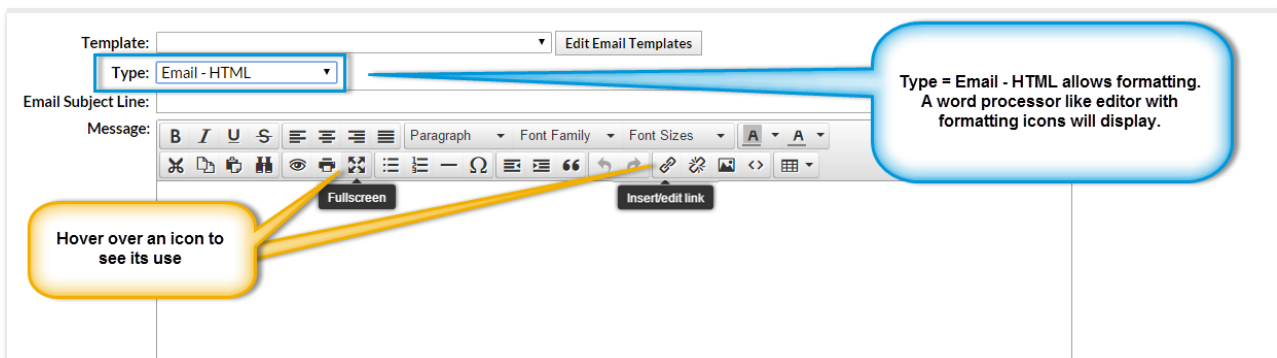 Template: Edit Email Templates
Type: Email - HTML
Email Subject Line:
Message:
B I U S Paragraph Font Family Font Sizes A A
Ω
Fullscreen
Insert/edit link
Type = Email - HTML allows formatting.
A word processor like editor with
formatting icons will display.
Hover over an icon to
see its use